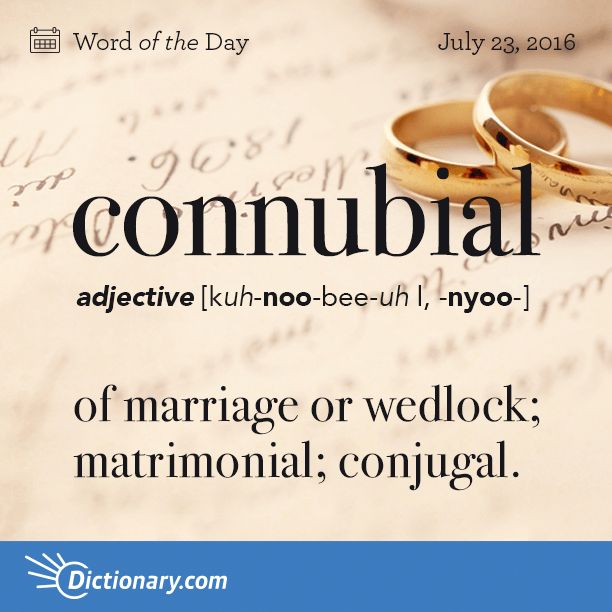 Word of the Day
July 23, 2016
1896
connubial
adjective [kuh-noo-bee-uh l, -nyoo-]
of marriage or wedlock;
matrimonial; conjugal.
Dictionary.com